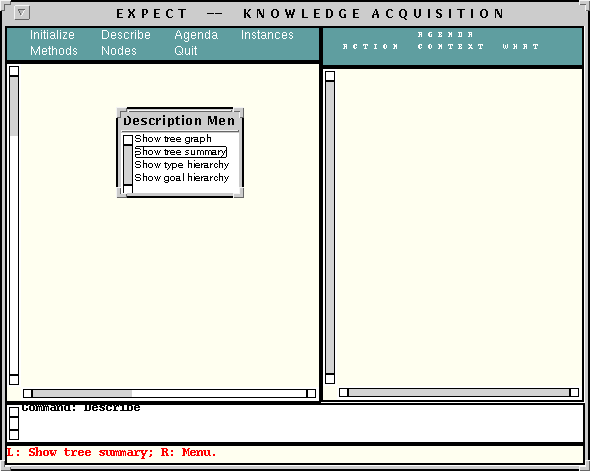 EXPECT -- KNOWLEDGE ACQUISITION
Initialize Describe Agenda Instances
Methods Nodes Quit
AGENDA
ACTION CONTEXT WHAT
Description Men
Show tree graph
Show tree summary
Show type hierarchy
Show goal hierarchy
Command: Describe
L: Show tree summary; R: Menu.